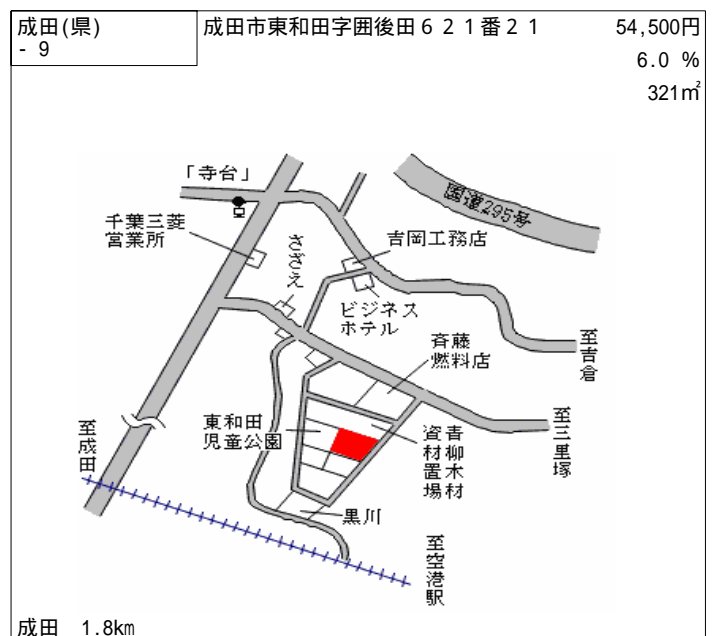 成田(県)
- 9
成田市東和田字囲後田６２１番２１
54,500円
6.0 %
321㎡
「寺台」
国道295号
千葉三菱
営業所
さざえ
吉岡工務店
ビジネス
ホテル
斉藤
燃料店
至吉倉
至三里塚
至成田
東和田
児童公園
青柳木材
資材置場
黒川
至空港駅
成田 1.8㎞